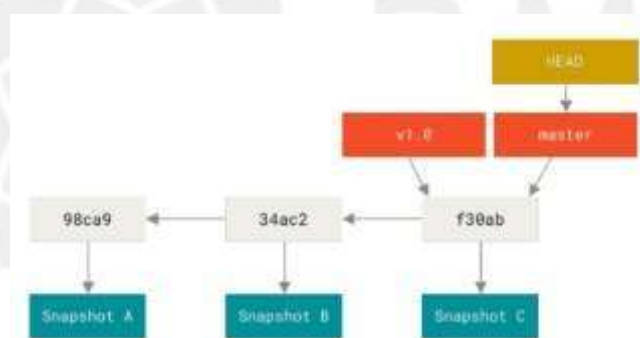 HEAD
v1.0
master
98ca9
34ac2
f30ab
Snapshot A
Snapshot B
Snapshot C